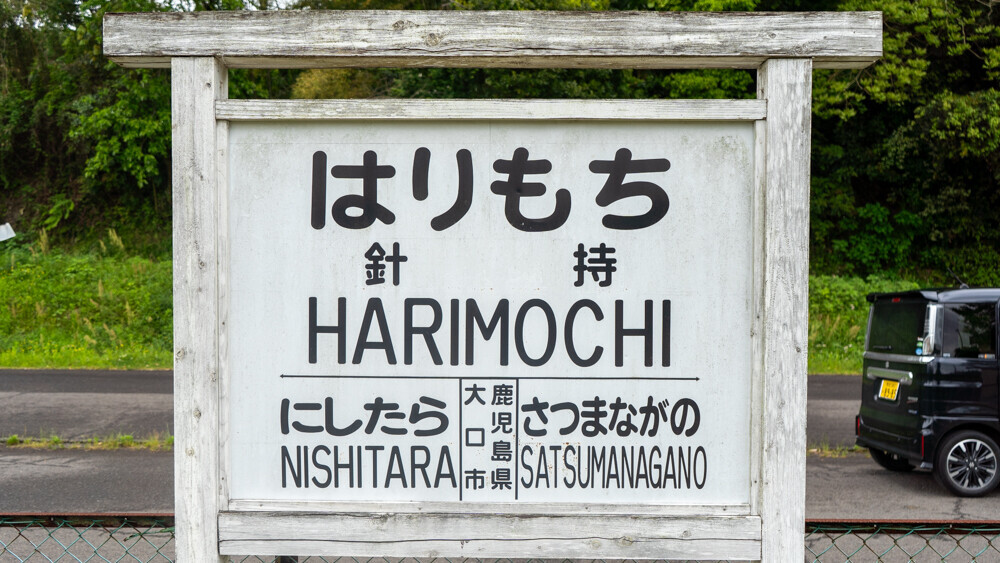 はりもち
針持
HARIMOCHI
にしたら
NISHITARA
鹿児島県
大口市
さつまながの
SATSUMANAGANO